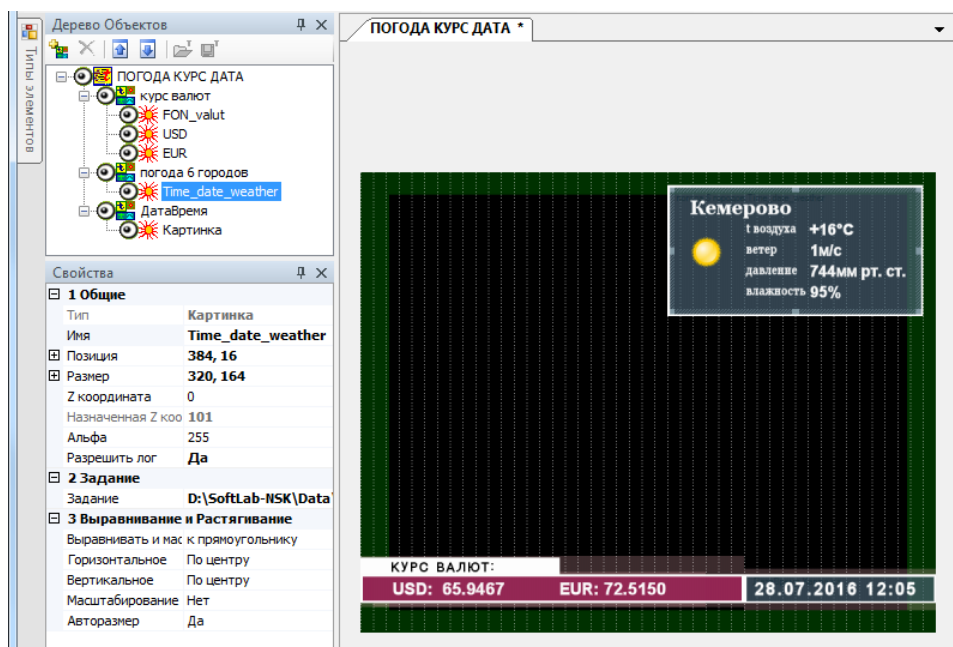 Дерево Объектов
Типы элементов
ПОГОДА КУРС ДАТА
курс валют
FON_valut
USD
EUR
погода 6 городов
Time_date_weather
ДатаВремя
Картинка
Свойства
1 Общие
Тип Картинка
Имя Time_date_weather
Позиция 384, 16
Размер 320, 164
Z координата 0
Назначенная Z коо 101
Альфа 255
Разрешить лог Да
2 Задание
Задание D:\SoftLab-NSK\Data\
3 Выравнивание и Растягивание
Выравнивать и мас к прямоугольнику
Горизонтальное По центру
Вертикальное По центру
Масштабирование Нет
Авторазмер Да
ПОГОДА КУРС ДАТА *
Кемерово
t воздуха +16°C
ветер 1м/с
давление 744мм рт. ст.
влажность 95%
КУРС ВАЛЮТ:
USD: 65.9467 EUR: 72.5150 28.07.2016 12:05